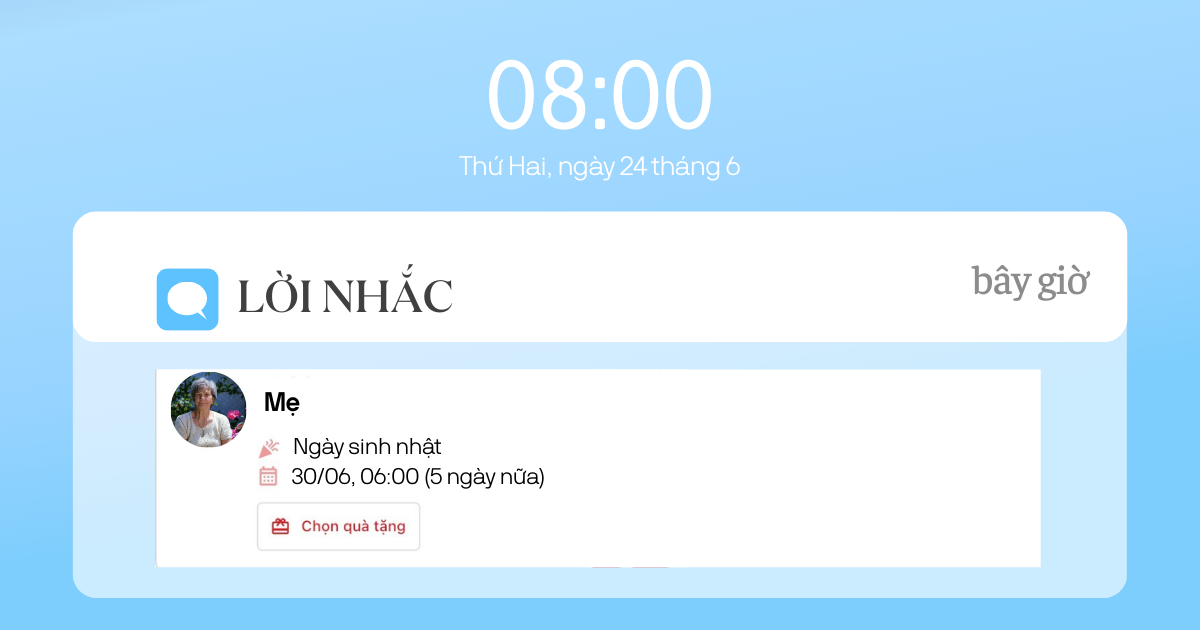 08:00
Thứ Hai, ngày 24 tháng 6
LỜI NHẮC
bây giờ
Mẹ
Ngày sinh nhật
30/06, 06:00 (5 ngày nữa)
Chọn quà tặng